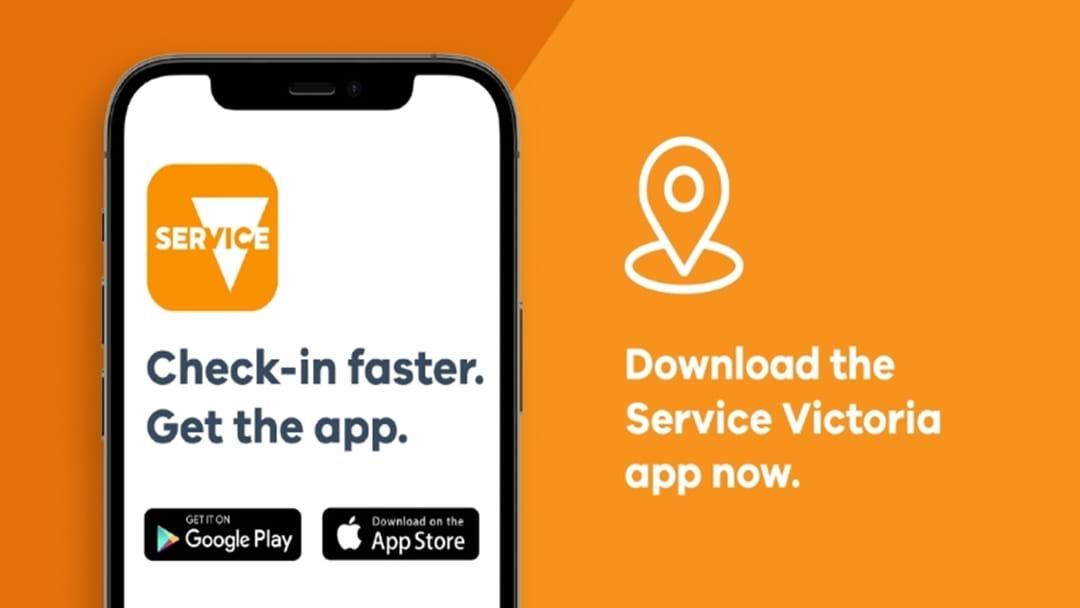 SERVICE
Check-in faster.
Get the app.
GET IT ON
Google Play
Download on the
App Store
Download the
Service Victoria
app now.